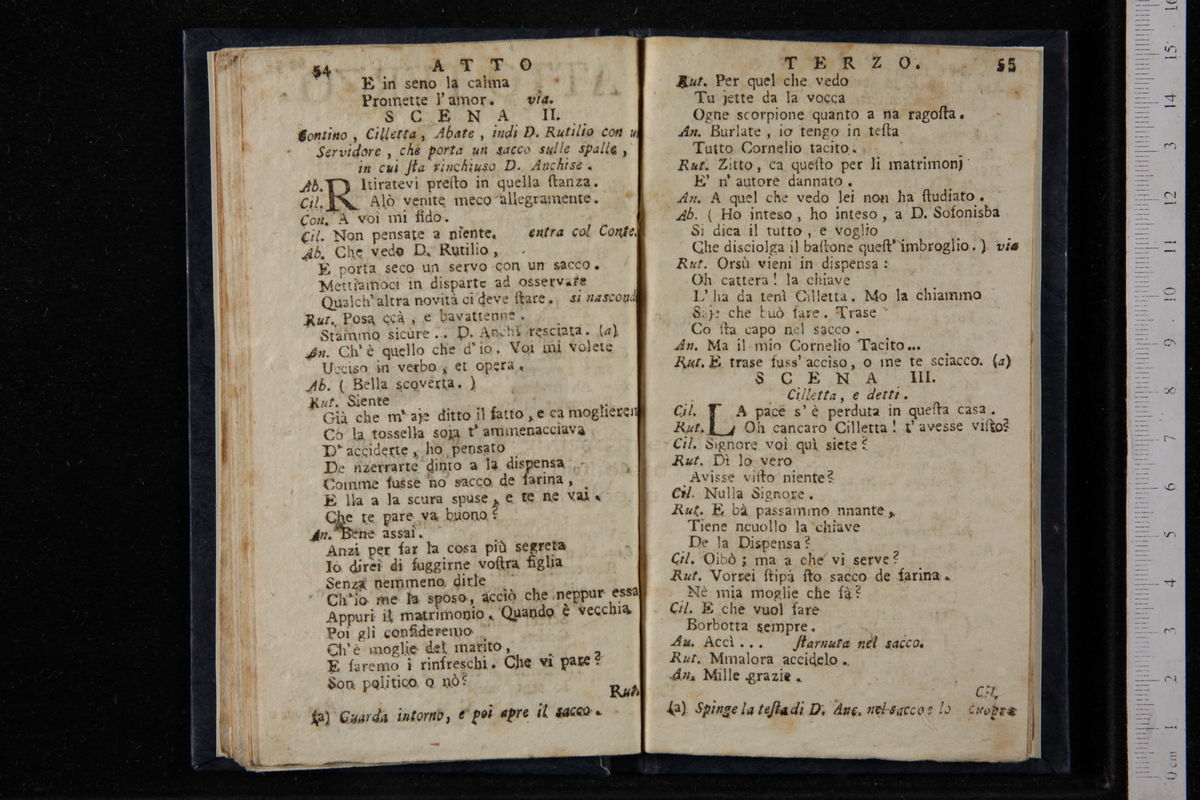 54 ATTO
E in seno la calma
Promette l'amor. via.
SCENA II.
Contino, Cilletta, Abate, indi D. Rutilio con un
Servidore, che porta un sacco sulle spalle,
in cui ſta rinchiuso D. Anchise.
Ab. RItiratevi preſto in quella ſtanza.
Cil. Alò venite meco allegramente.
Con. A voi mi fido.
Cil. Non pensate a niente. entra col Conte.
Ab. Che vedo D. Rutilio,
E porta seco un servo con un sacco.
Mettiamoci in disparte ad osservare
Qualch'altra novità ci deve ſtare. si nascond
Rut. Posa ccà, e bavattenne.
Stammo sicure.. D. Anchì resciata. (a)
An. Ch'è quello che d'io. Voi mi volete
Ucciso in verbo, et opera.
Ab. ( Bella scoverta. )
Rut. Siente
Già che m'aje ditto il fatto, e ca moglierem
Co la tossella soja t'ammenacciava
D'acciderte, ho pensato
De nzerrarte dinto a la dispensa
Comme fusse no sacco de farina,
E lla a la scura spuse, e te ne vai.
Che te pare va buono?
An. Bene assai.
Anzi per far la cosa più segreta
Io direi di fuggirne voſtra figlia
Senza nemmeno dirle
Ch'io me la sposo, acciò che neppur essa
Appuri il matrimonio. Quando è vecchia
Poi gli confideremo
Ch'è moglie del marito,
E faremo i rinfreschi. Che vi pare?
Son politico o nò?
Rut.
(a) Guarda intorno, e poi apre il sacco.
TERZO. 55
Rut. Per quel che vedo
Tu jette da la vocca
Ogne scorpione quanto a na ragoſta.
An. Burlate, io tengo in teſta
Tutto Cornelio tacito.
Rut. Zitto, ca queſto per li matrimonj
E' n'autore dannato.
An. A quel che vedo lei non ha ſtudiato.
Ab. ( Ho inteso, ho inteso, a D. Sofonisba
Si dica il tutto, e voglio
Che disciolga il baſtone queſt'imbroglio. ) via
Rut. Orsù vieni in dispensa:
Oh cattera! la chiave
L'ha da tenì Cilletta. Mo la chiammo
Saje che buò fare. Trase
Co ſta capo nel sacco.
An. Ma il mio Cornelio Tacito...
Rut. E trase fuss'acciso, o me te sciacco. (a)
SCENA III.
Cilletta, e detti.
Cil. LA pace s'è perduta in queſta casa.
Rut. Oh cancaro Cilletta! t'avesse viſto?
Cil. Signore voi quì siete?
Rut. Dì lo vero
Avisse viſto niente?
Cil. Nulla Signore.
Rut. E bà passammo nnante,
Tiene ncuollo la chiave
De la Dispensa?
Cil. Oibò; ma a che vi serve?
Rut. Vorrei ſtipà ſto sacco de farina.
Nè mia moglie che fà?
Cil. E che vuol fare
Borbotta sempre.
Au. Accì... ſtarnuta nel sacco.
Rut. Mmalora accidelo.
An. Mille grazie.
Cil.
(a) Spinge la teſta di D. Anc. nel sacco e lo cuopre